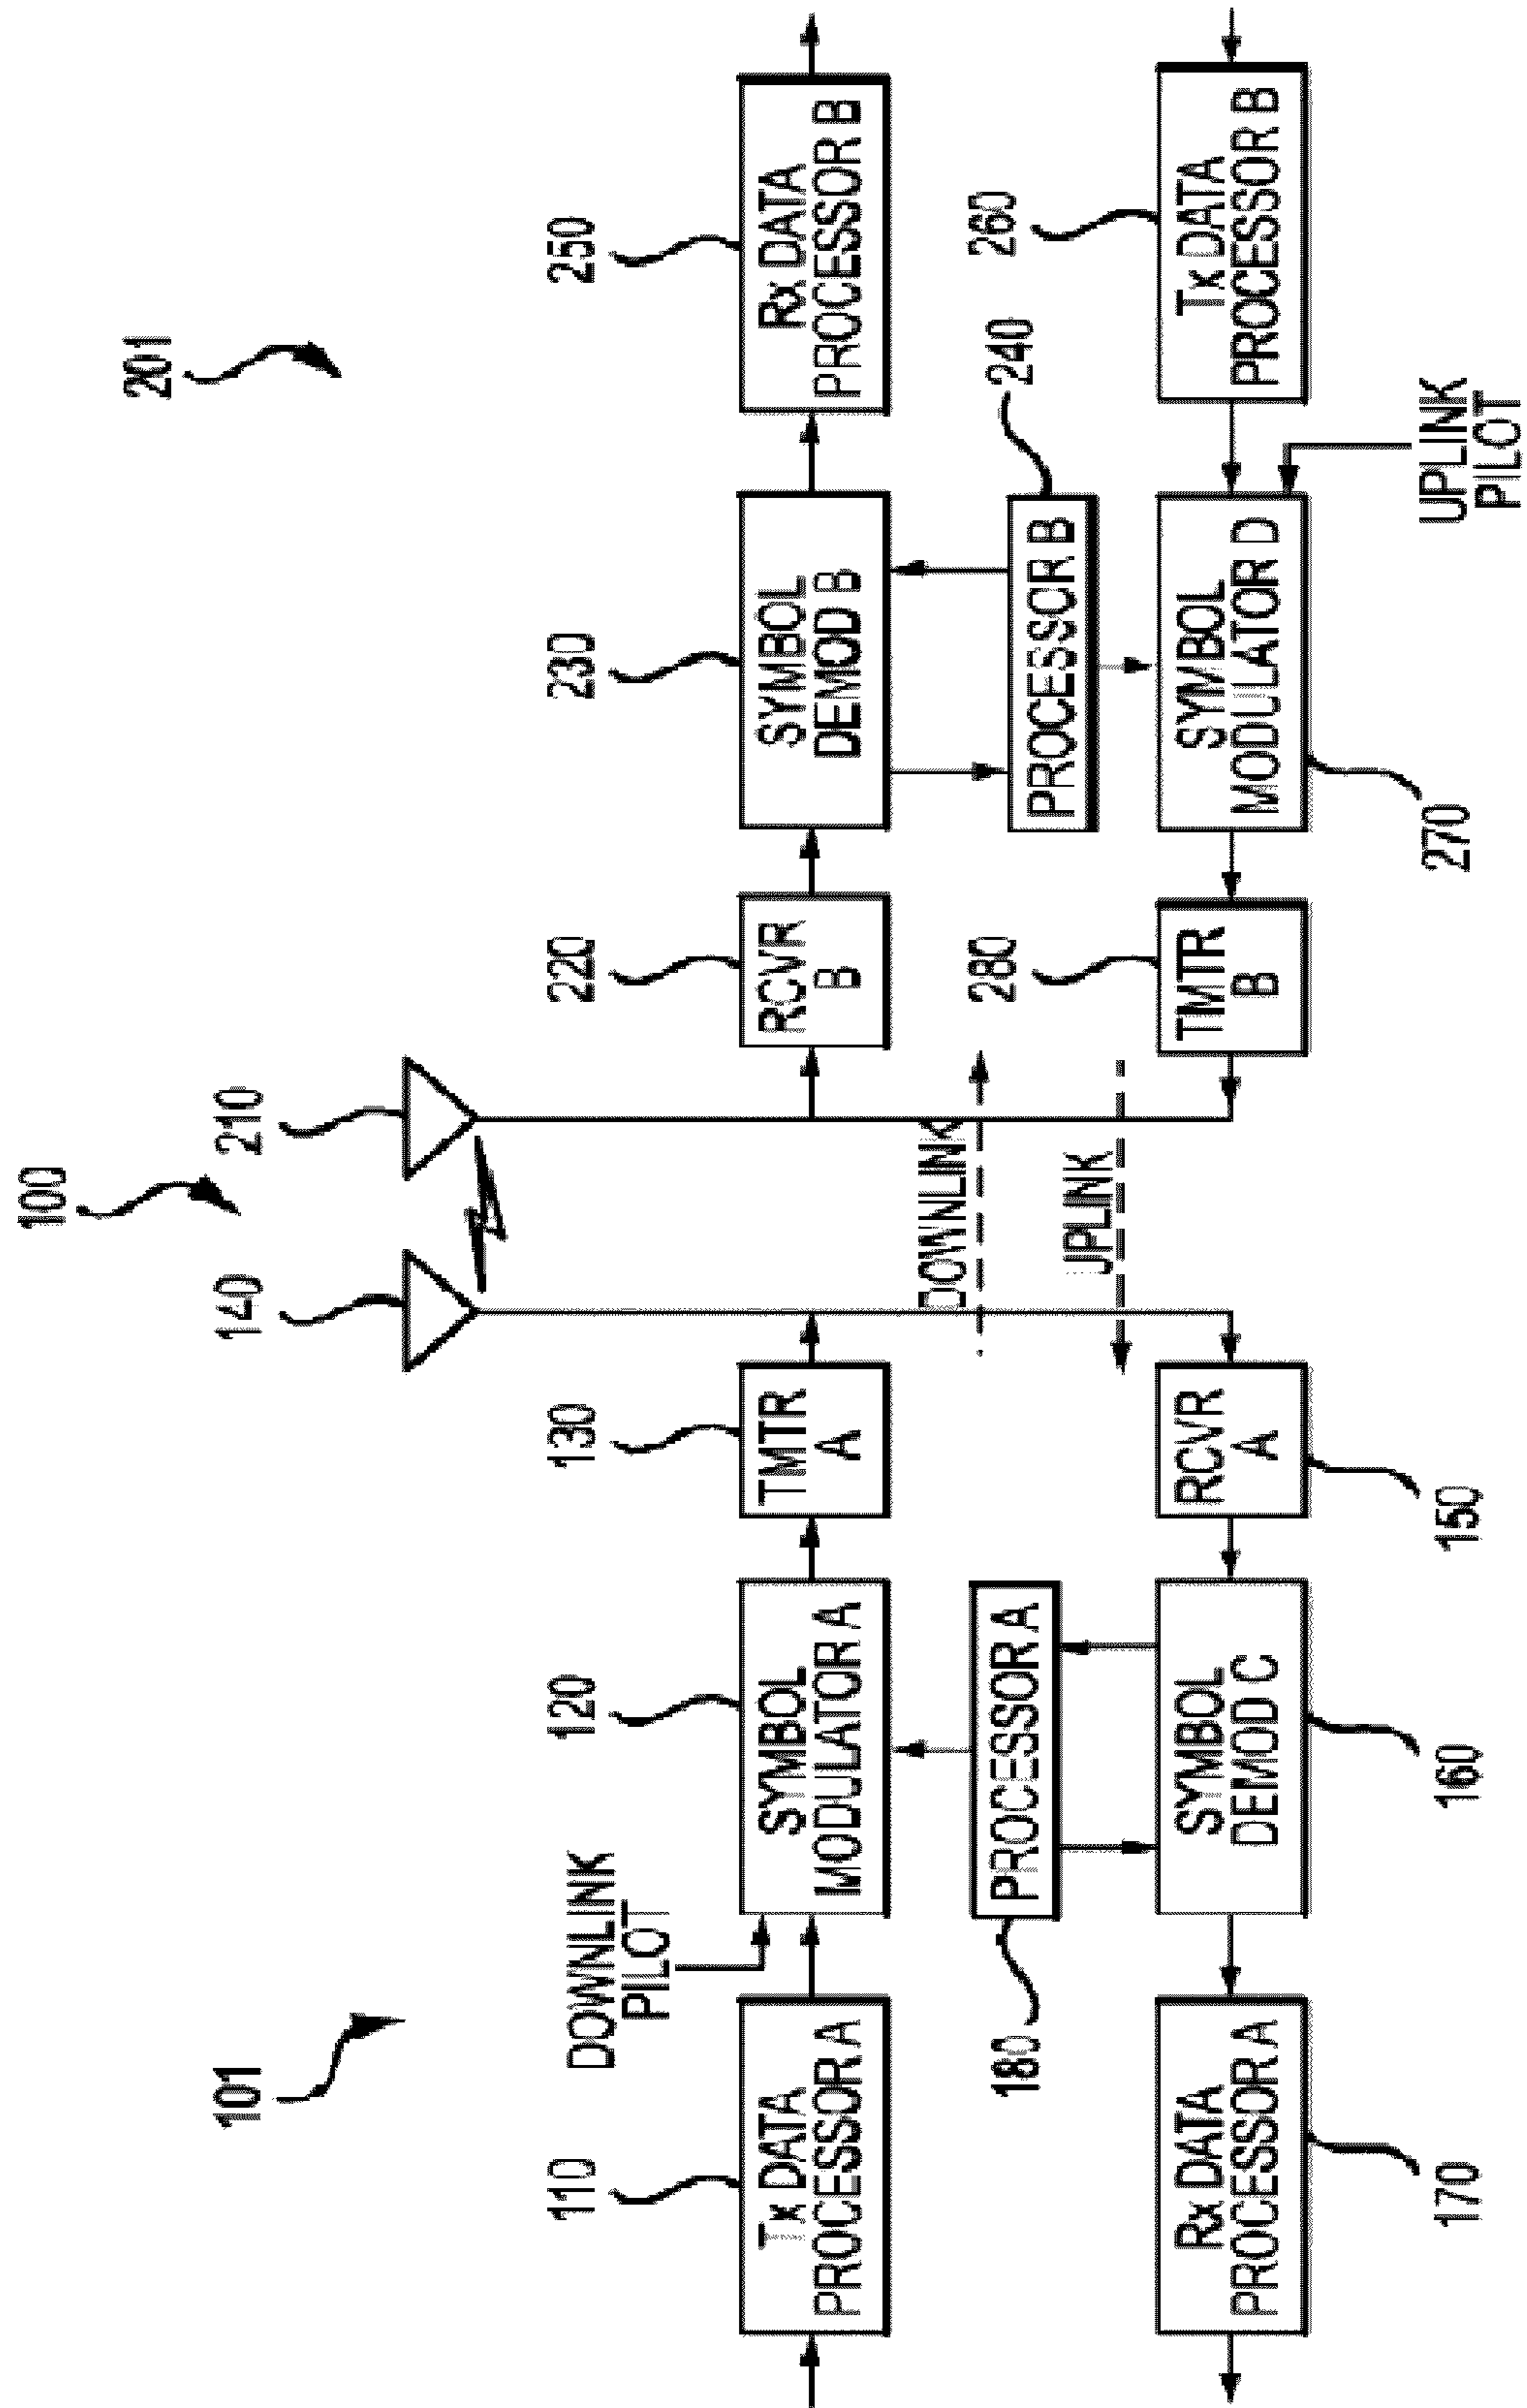 100
101
201
140
210
DOWNLINK
PILOT
110
120
130
220
230
250
Tx DATA
PROCESSOR A
SYMBOL
MODULATOR A
TMTR
A
RCVR
B
SYMBOL
DEMOD B
Rx DATA
PROCESSOR B
DOWNLINK
180
PROCESSOR A
280
PROCESSOR B
240
260
UPLINK
Rx DATA
PROCESSOR A
SYMBOL
DEMOD C
RCVR
A
TMTR
B
SYMBOL
MODULATOR D
Tx DATA
PROCESSOR B
170
160
150
270
UPLINK
PILOT